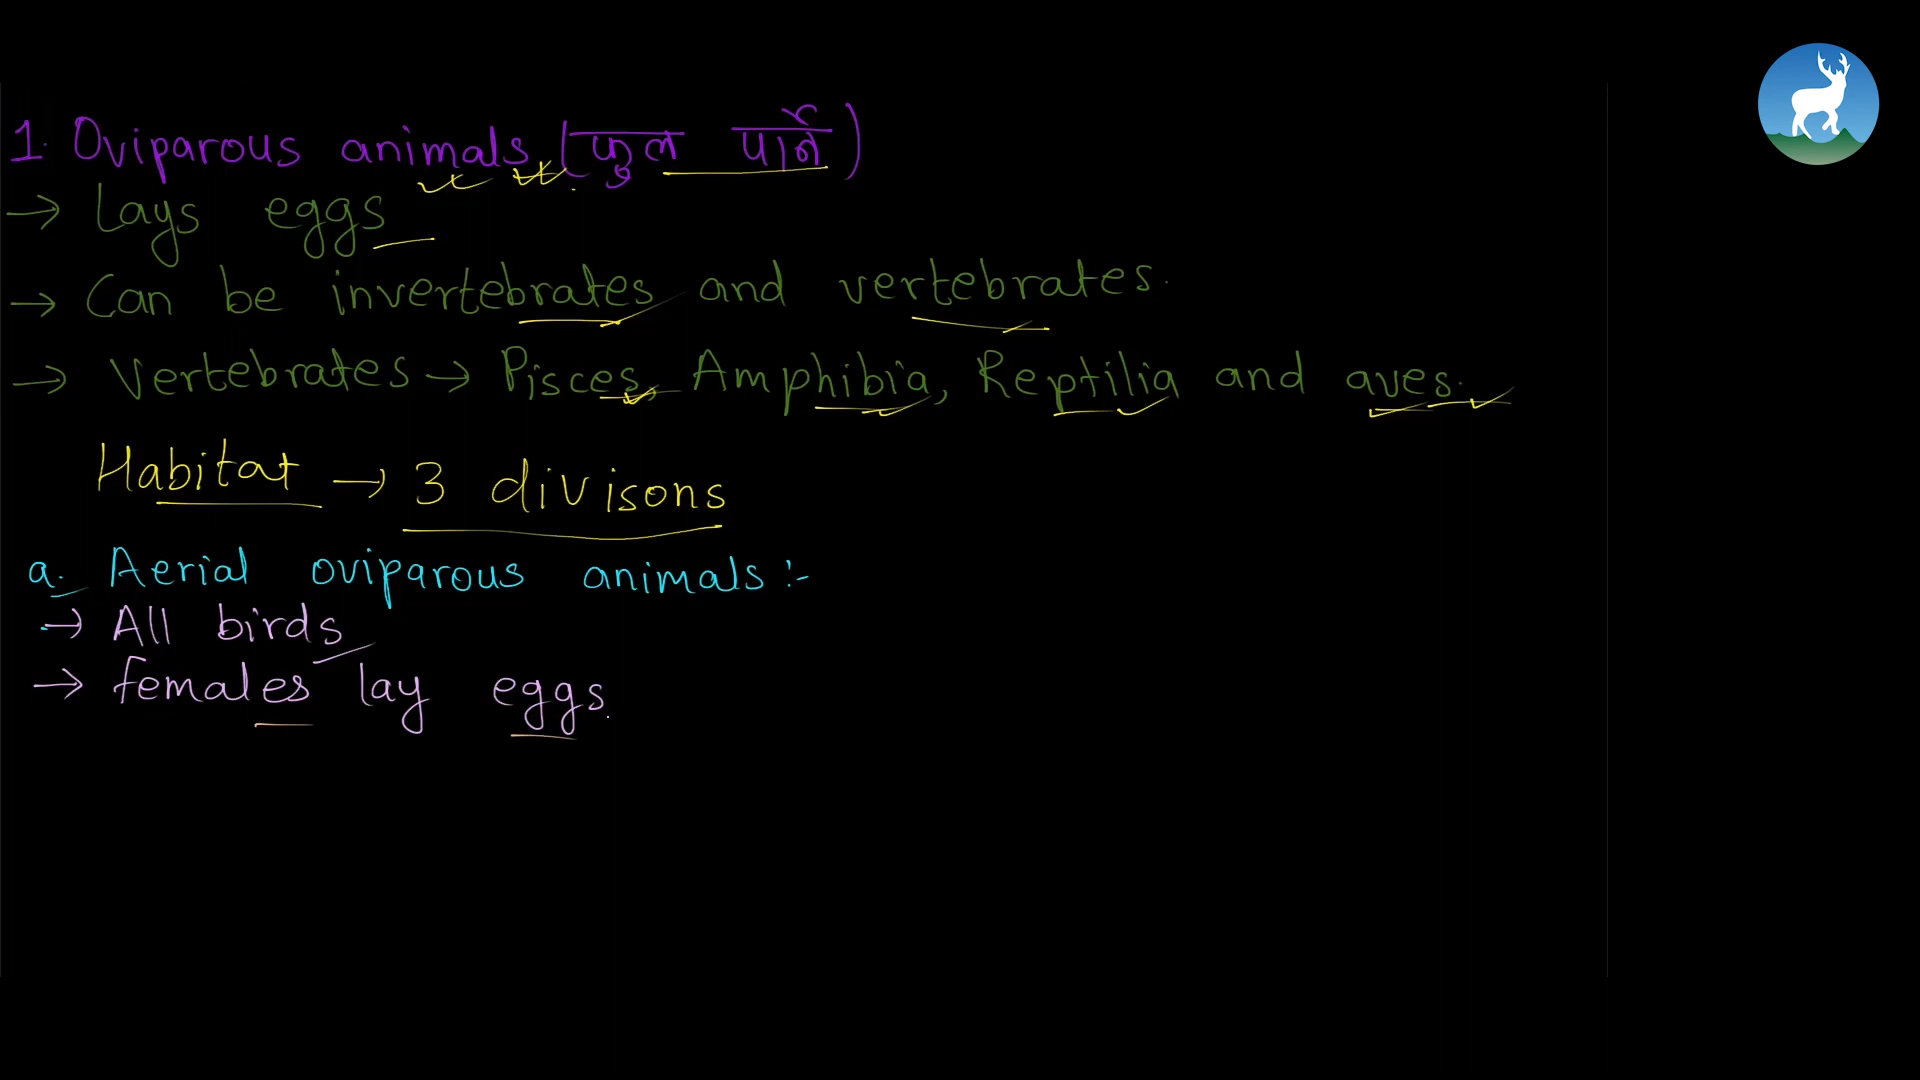 1. Oviparous animals (फुल पार्ने)
→ Lays eggs
→ Can be invertebrates and vertebrates.
→ Vertebrates → Pisces, Amphibia, Reptilia and aves.
Habitat → 3 divisons
a. Aerial oviparous animals :-
→ All birds
→ females lay eggs.